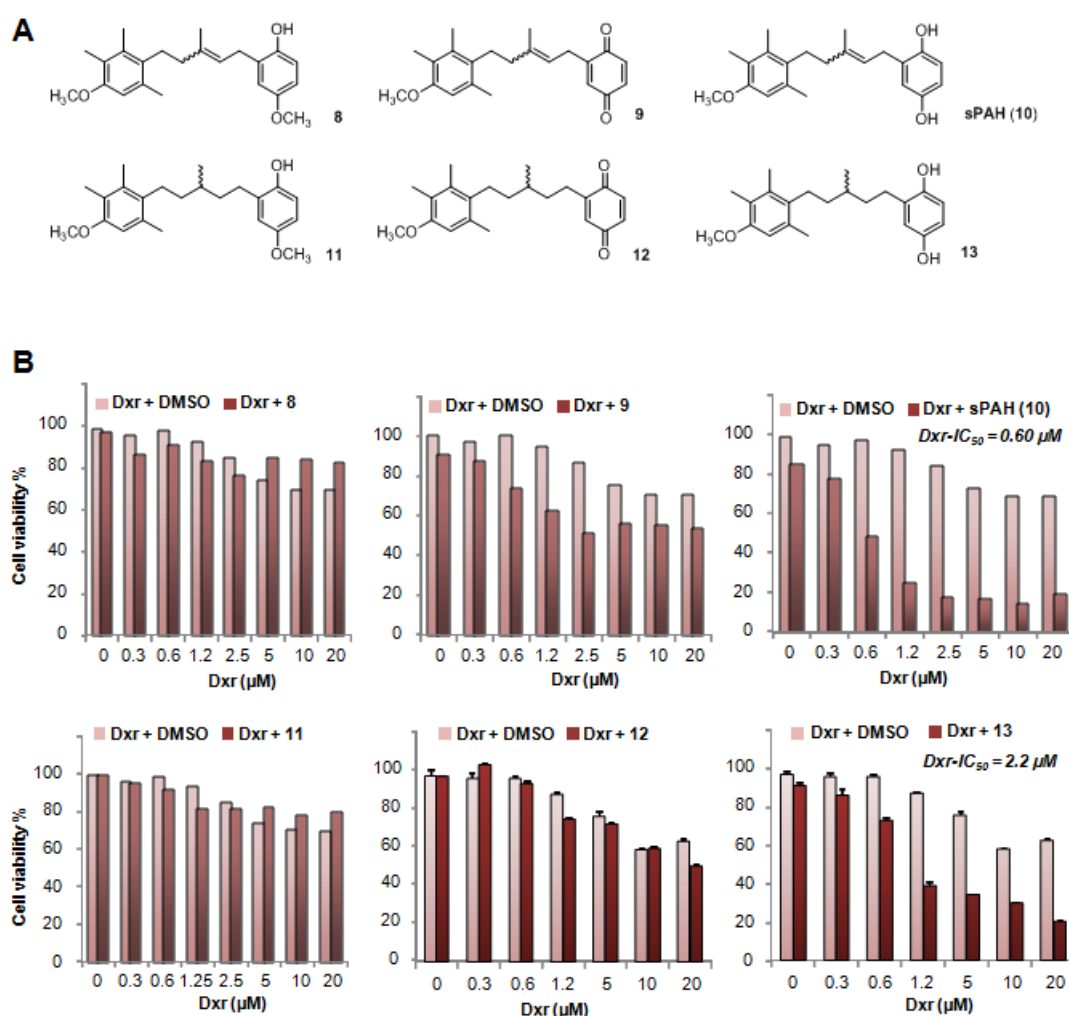 A
OH
H₃CO
OCH₃
8
O
H₃CO
O
9
OH
H₃CO
OH
sPAH (10)
OH
H₃CO
OCH₃
11
O
H₃CO
O
12
OH
H₃CO
OH
13
B
Dxr + DMSO Dxr + 8
Cell viability %
100
80
60
40
20
0
0 0.3 0.6 1.2 2.5 5 10 20
Dxr (µM)
Dxr + DMSO Dxr + 9
100
80
60
40
20
0
0 0.3 0.6 1.2 2.5 5 10 20
Dxr (µM)
Dxr + DMSO Dxr + sPAH (10)
Dxr-IC₅₀ = 0.60 µM
100
80
60
40
20
0
0 0.3 0.6 1.2 2.5 5 10 20
Dxr (µM)
Dxr + DMSO Dxr + 11
Cell viability %
100
80
60
40
20
0
0 0.3 0.6 1.25 2.5 5 10 20
Dxr (µM)
Dxr + DMSO Dxr + 12
100
80
60
40
20
0
0 0.3 0.6 1.2 5 10 20
Dxr (µM)
Dxr + DMSO Dxr + 13
Dxr-IC₅₀ = 2.2 µM
100
80
60
40
20
0
0 0.3 0.6 1.2 5 10 20
Dxr (µM)